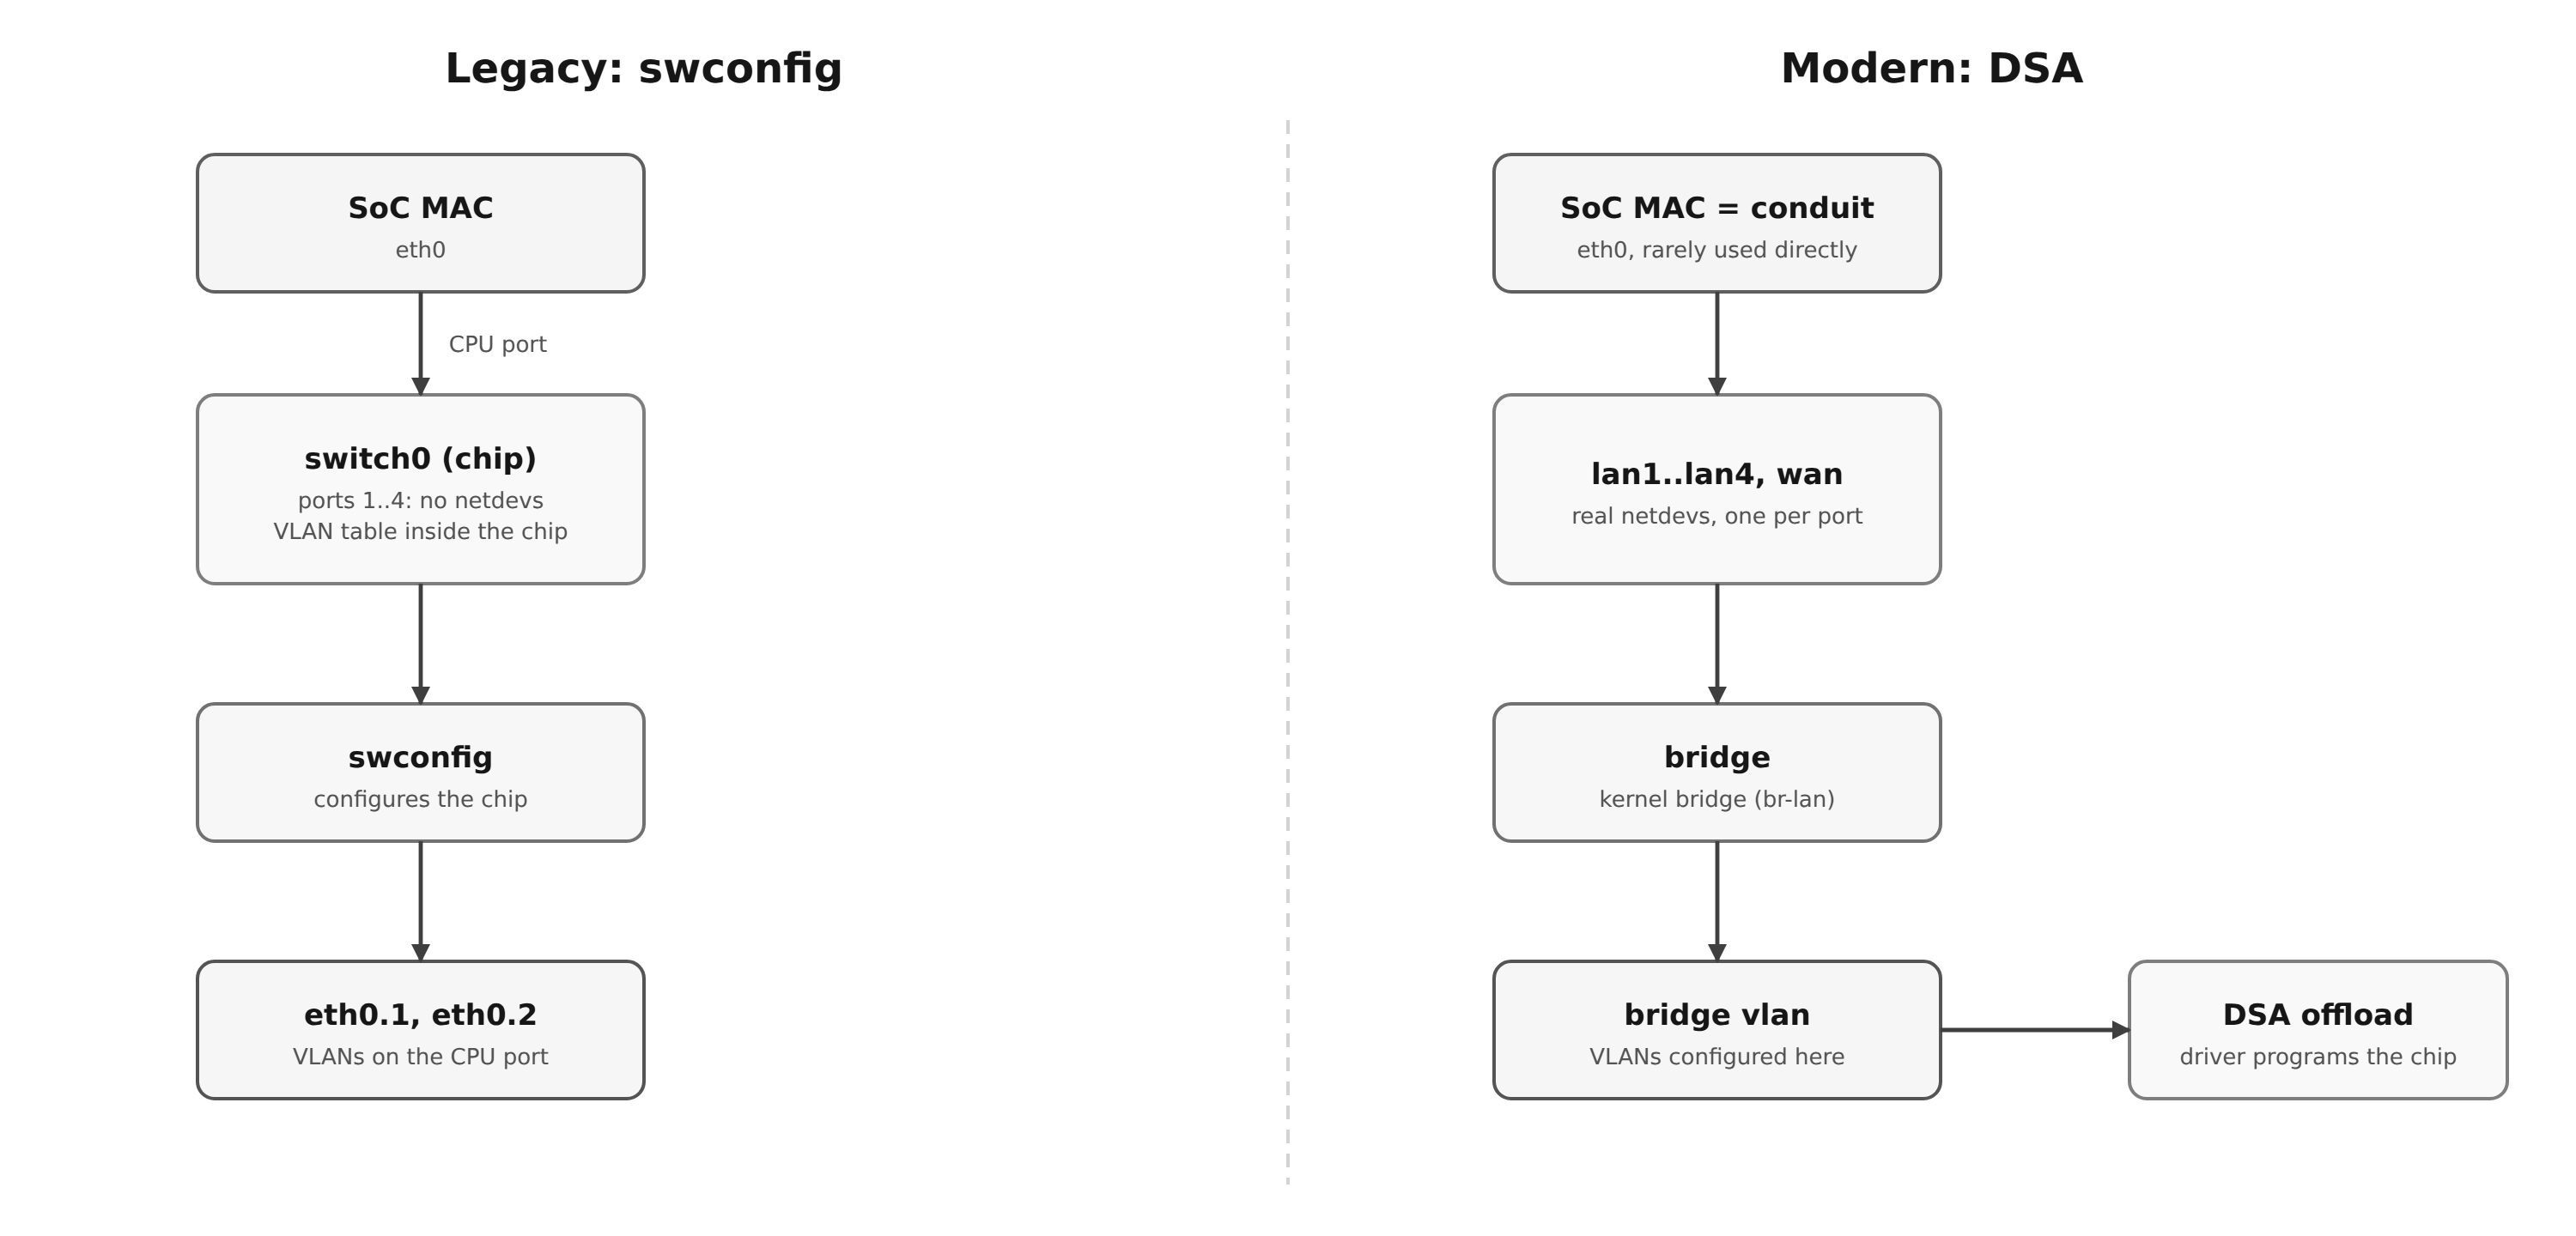 Legacy: swconfig
SoC MAC
eth0
CPU port
switch0 (chip)
ports 1..4: no netdevs
VLAN table inside the chip
swconfig
configures the chip
eth0.1, eth0.2
VLANs on the CPU port
Modern: DSA
SoC MAC = conduit
eth0, rarely used directly
lan1..lan4, wan
real netdevs, one per port
bridge
kernel bridge (br-lan)
bridge vlan
VLANs configured here
DSA offload
driver programs the chip